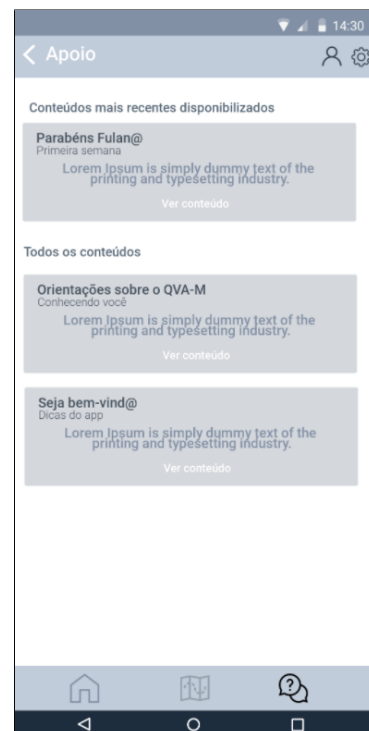 14:30
Apoio
Conteúdos mais recentes disponibilizados
Parabéns Fulan@
Primeira semana
Lorem Ipsum is simply dummy text of the
printing and typesetting industry.
Ver conteúdo
Todos os conteúdos
Orientações sobre o QVA-M
Conhecendo você
Lorem Ipsum is simply dummy text of the
printing and typesetting industry.
Ver conteúdo
Seja bem-vind@
Dicas do app
Lorem Ipsum is simply dummy text of the
printing and typesetting industry.
Ver conteúdo